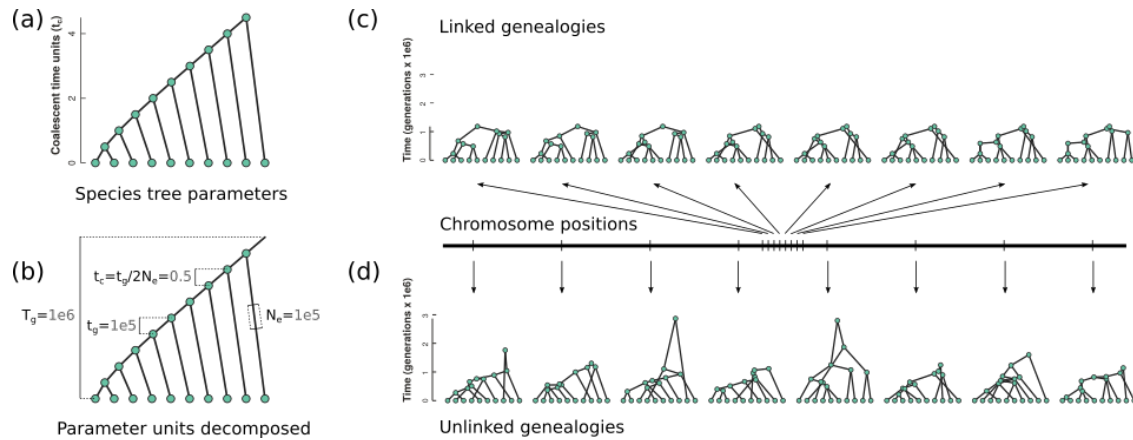 (a)
Coalescent time units (tc)
4
2
0
Species tree parameters
(b)
tc=tg/2Ne=0.5
Tg=1e6
tg=1e5
Ne=1e5
Parameter units decomposed
(c)
Linked genealogies
Time (generations x 1e6)
3
2
1
0
Chromosome positions
(d)
Time (generations x 1e6)
3
2
1
0
Unlinked genealogies